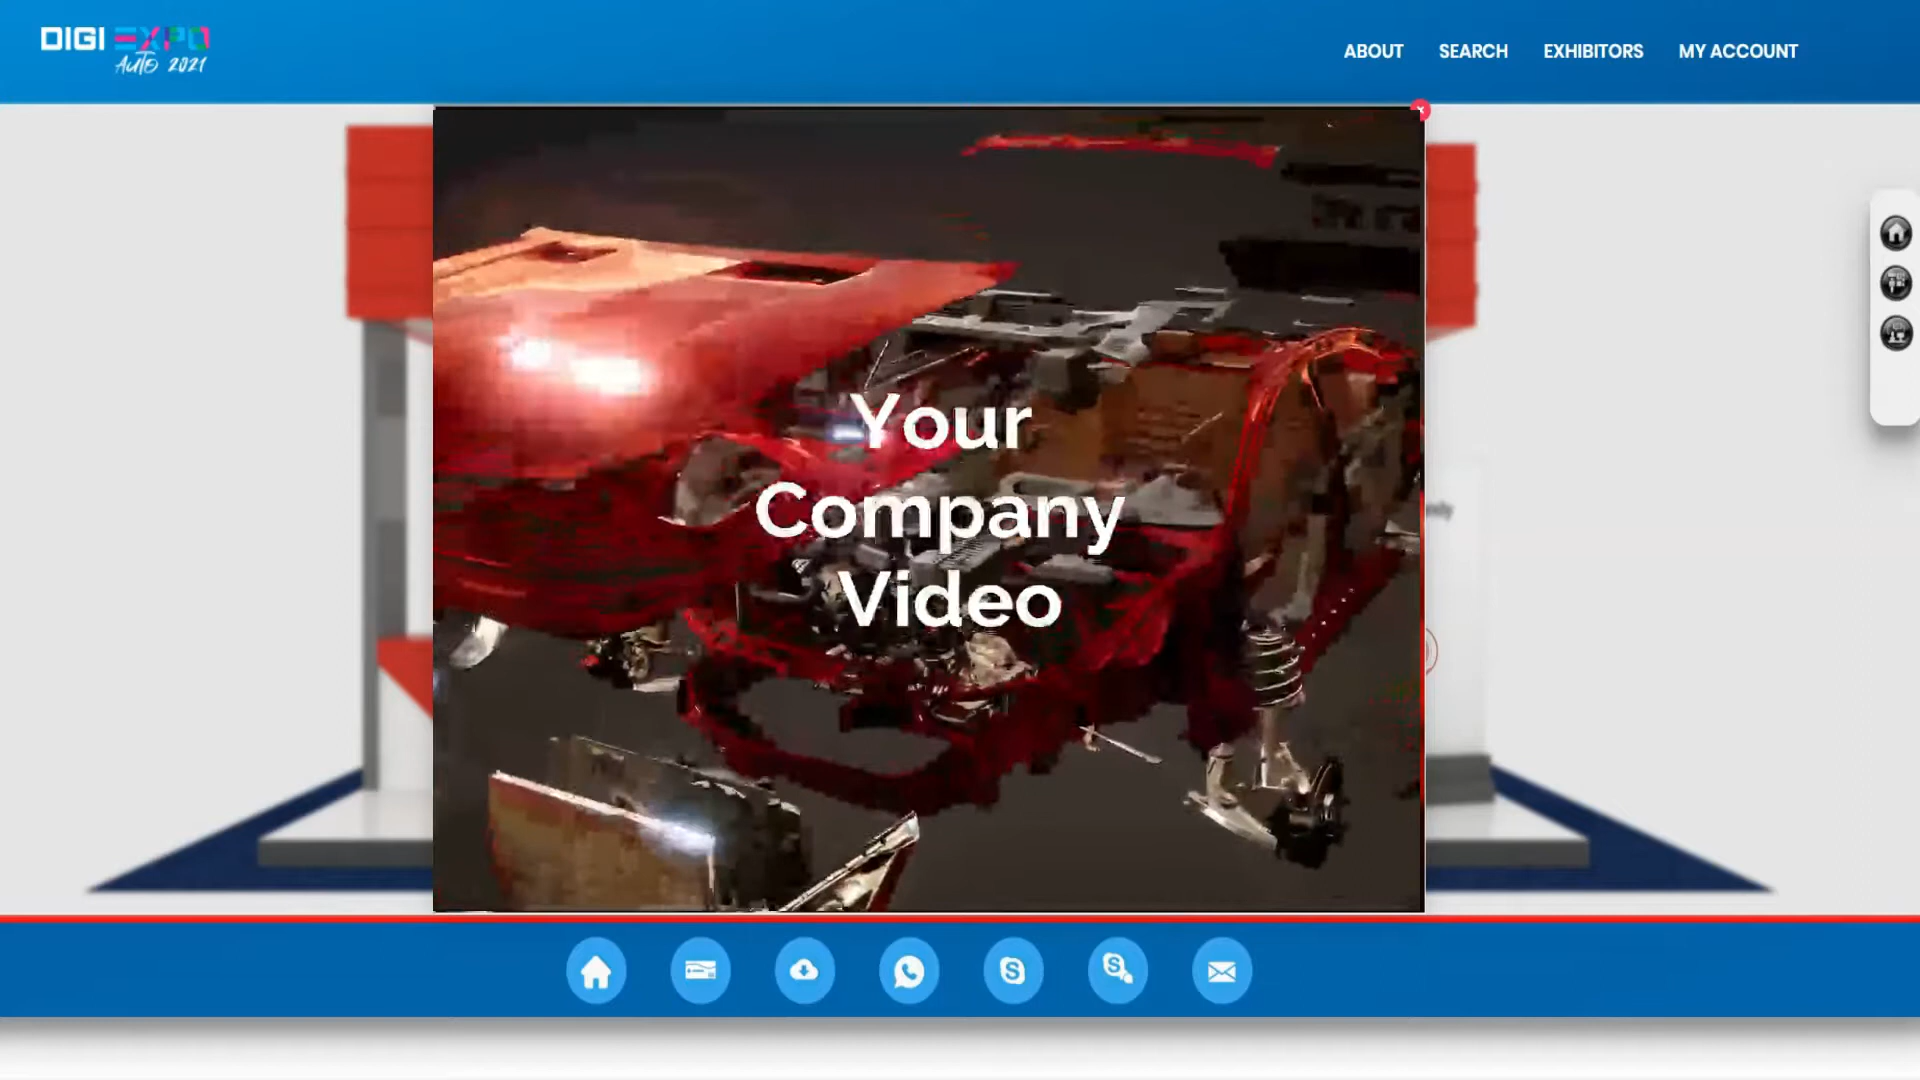 DIGI EXPO
Auto 2021
ABOUT
SEARCH
EXHIBITORS
MY ACCOUNT
Your
Company
Video